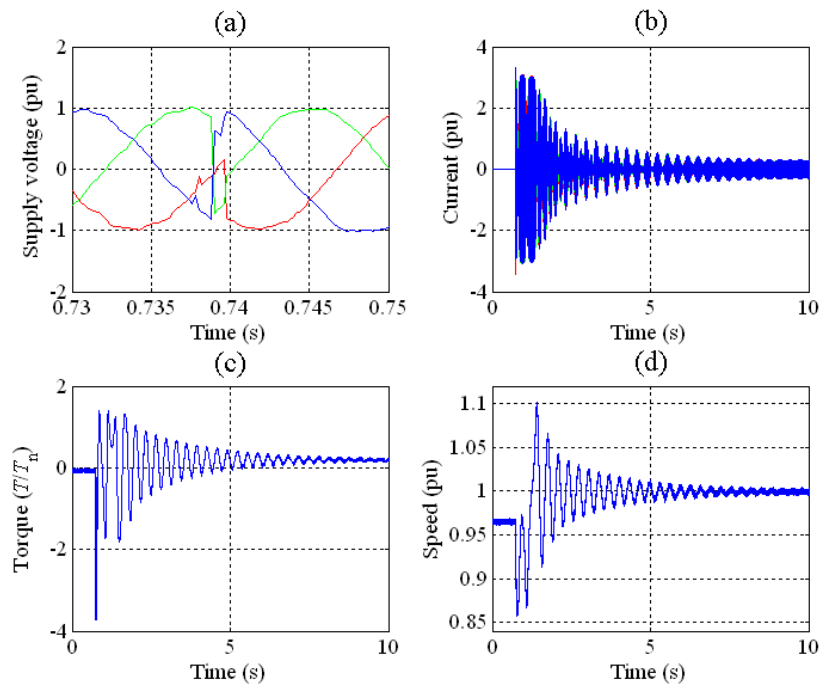 (a)
2
1
0
-1
-2
Supply voltage (pu)
0.73 0.735 0.74 0.745 0.75
Time (s)
(b)
4
2
0
-2
-4
Current (pu)
0 5 10
Time (s)
(c)
2
0
-2
-4
Torque (T/Tn)
0 5 10
Time (s)
(d)
1.1
1.05
1
0.95
0.9
0.85
Speed (pu)
0 5 10
Time (s)